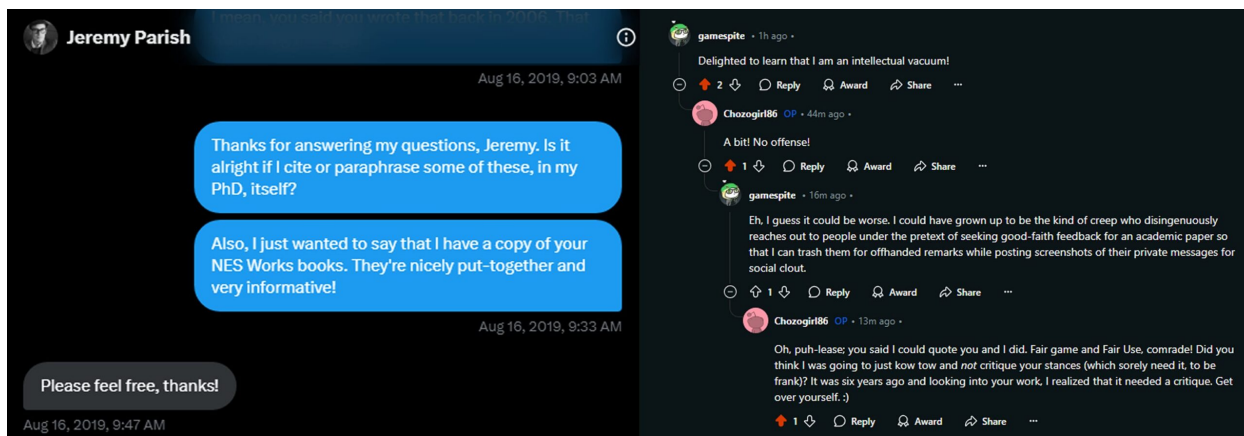 I mean, you said you wrote that back in 2006. That
Jeremy Parish
Aug 16, 2019, 9:03 AM
Thanks for answering my questions, Jeremy. Is it
alright if I cite or paraphrase some of these, in my
PhD, itself?
Also, I just wanted to say that I have a copy of your
NES Works books. They're nicely put-together and
very informative!
Aug 16, 2019, 9:33 AM
Please feel free, thanks!
Aug 16, 2019, 9:47 AM
gamespite • 1h ago •
Delighted to learn that I am an intellectual vacuum!
2 Reply Award Share ...
Chozogirl86 OP • 44m ago •
A bit! No offense!
1 Reply Award Share ...
gamespite • 16m ago •
Eh, I guess it could be worse. I could have grown up to be the kind of creep who disingenuously
reaches out to people under the pretext of seeking good-faith feedback for an academic paper so
that I can trash them for offhanded remarks while posting screenshots of their private messages for
social clout.
1 Reply Award Share ...
Chozogirl86 OP • 13m ago •
Oh, puh-lease; you said I could quote you and I did. Fair game and Fair Use, comrade! Did you
think I was going to just kow tow and not critique your stances (which sorely need it, to be
frank)? It was six years ago and looking into your work, I realized that it needed a critique. Get
over yourself. :)
1 Reply Award Share ...